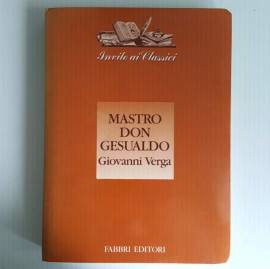 Invito ai Classici
MASTRO
DON
GESUALDO
Giovanni Verga
FABBRI EDITORI